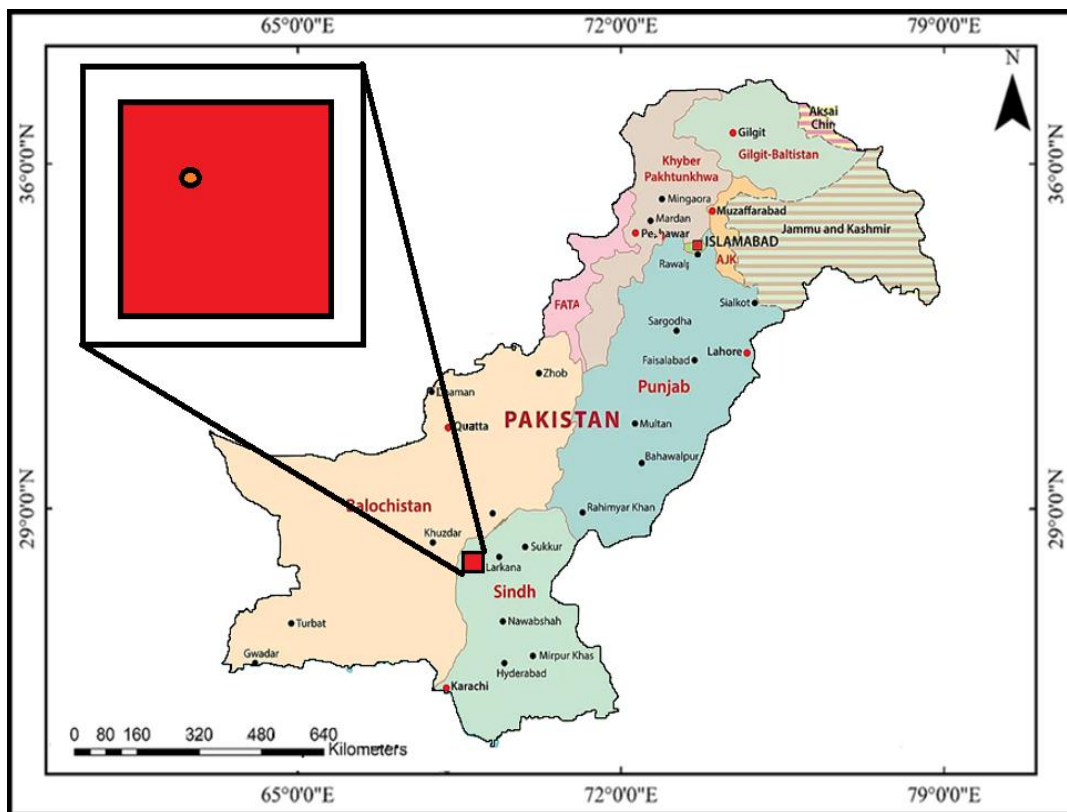 65°0'0"E 72°0'0"E 79°0'0"E
N
36°0'0"N
36°0'0"N
Aksai
Chin
Gilgit
Gilgit-Baltistan
Khyber
Pakhtunkhwa
Mingaora
Muzaffarabad
Mardan
Jammu and Kashmir
Peshawar
ISLAMABAD
AJK
Rawalp
FATA
Sialkot
Sargodha
Lahore
Faisalabad
Zhob
Punjab
PAKISTAN
Quatta
Multan
Bahawalpur
Balochistan
Rahimyar Khan
29°0'0"N
29°0'0"N
Khuzdar
Sukkur
Larkana
Sindh
Turbat
Nawabshah
Gwadar
Mirpur Khas
Hyderabad
Karachi
0 80 160 320 480 640
Kilometers
65°0'0"E 72°0'0"E 79°0'0"E